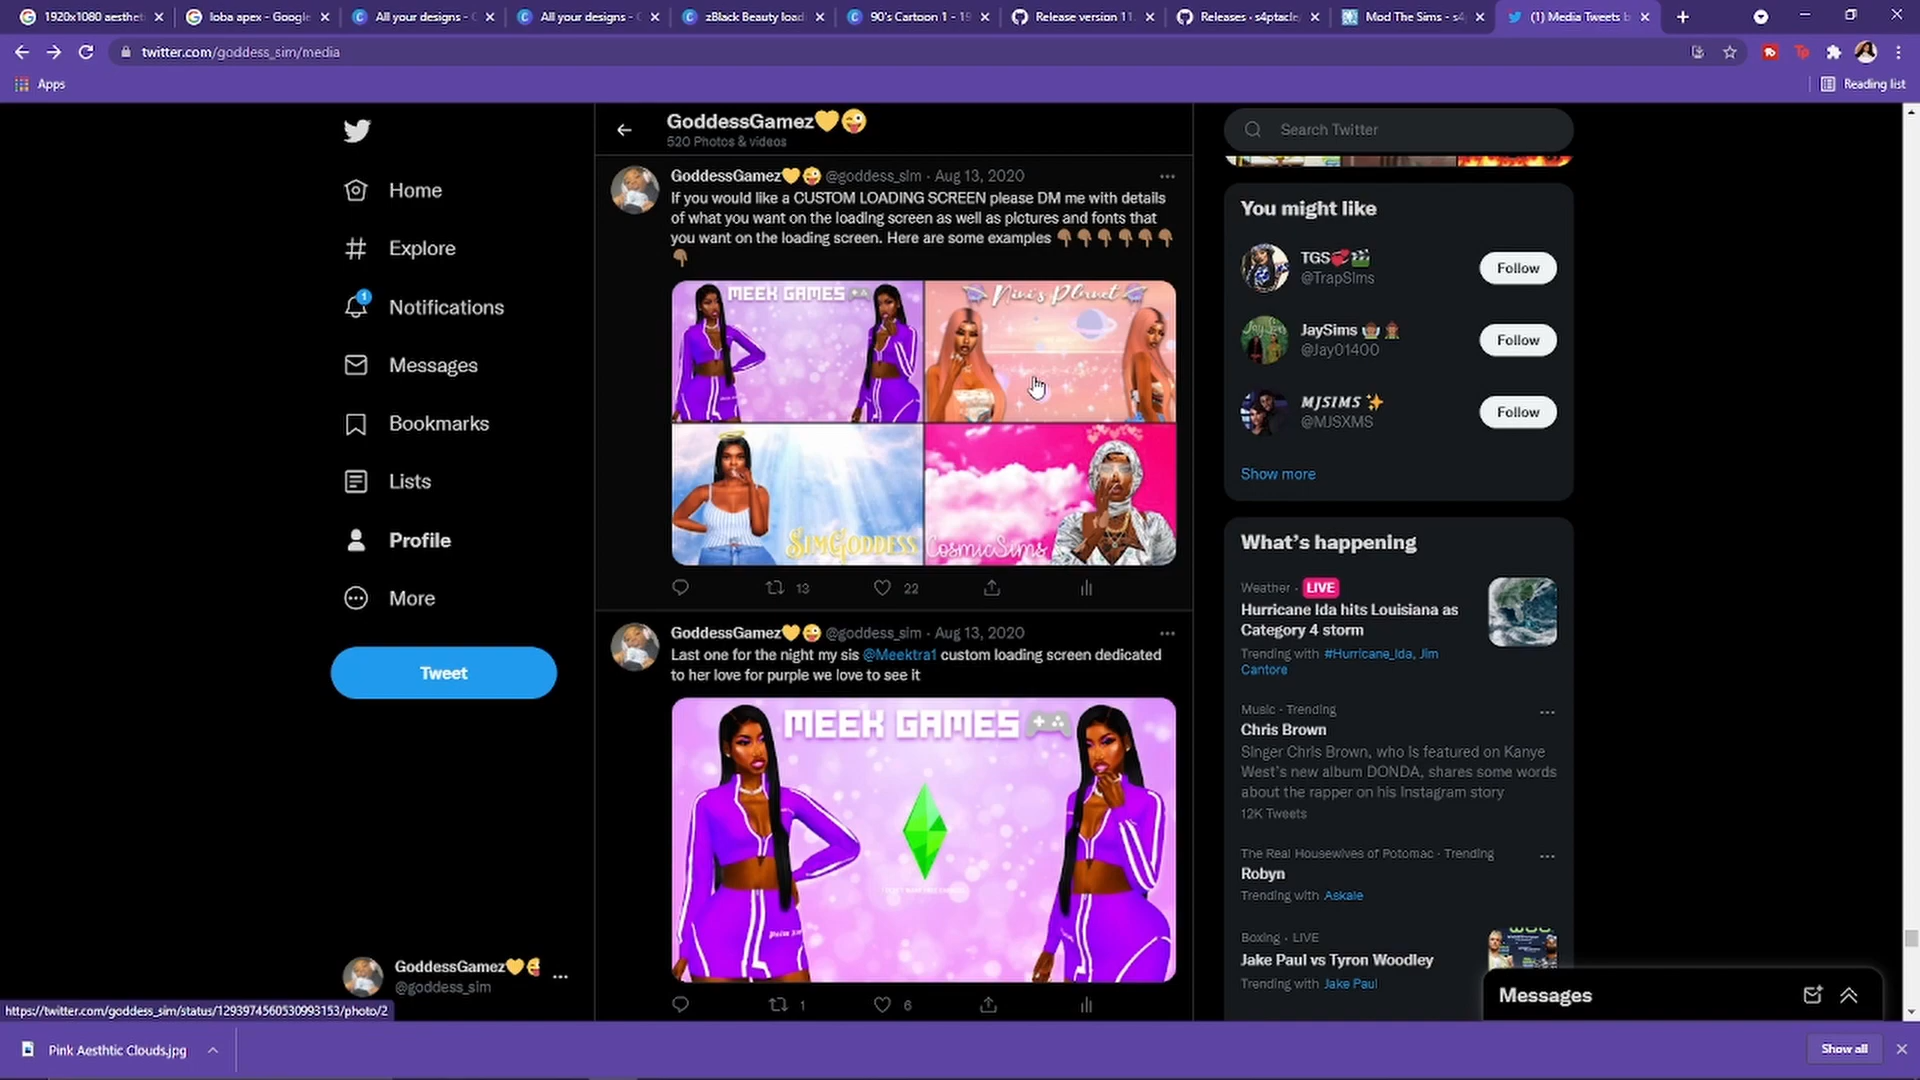 1920x1080 aesthet
loba apex - Google
All your designs - C
All your designs - C
zBlack Beauty load
90's Cartoon 1 - 19
Release version 11.
Releases · s4ptacle
Mod The Sims - s4
(1) Media Tweets b
twitter.com/goddess_sim/media
Apps
Reading list
Home
Explore
1
Notifications
Messages
Bookmarks
Lists
Profile
More
Tweet
GoddessGamez💛😜
@goddess_sim
GoddessGamez💛😜
520 Photos & videos
GoddessGamez💛😜 @goddess_sim · Aug 13, 2020
If you would like a CUSTOM LOADING SCREEN please DM me with details
of what you want on the loading screen as well as pictures and fonts that
you want on the loading screen. Here are some examples 👇🏾👇🏾👇🏾👇🏾👇🏾👇🏾
👇🏾
MEEK GAMES🎮
Nini's Planet
SimGoddess
CosmicSims
13
22
GoddessGamez💛😜 @goddess_sim · Aug 13, 2020
Last one for the night my sis @Meektra1 custom loading screen dedicated
to her love for purple we love to see it
MEEK GAMES🎮
1
6
Search Twitter
You might like
TGS💞🎬
@TrapSims
Follow
JaySims
@Jay01400
Follow
MJSIMS ✨
@MJSXMS
Follow
Show more
What's happening
Weather · LIVE
Hurricane Ida hits Louisiana as
Category 4 storm
Trending with #Hurricane_Ida, Jim
Cantore
Music · Trending
Chris Brown
Singer Chris Brown, who is featured on Kanye
West's new album DONDA, shares some words
about the rapper on his Instagram story
12K Tweets
The Real Housewives of Potomac · Trending
Robyn
Trending with Askale
Boxing · LIVE
Jake Paul vs Tyron Woodley
Trending with Jake Paul
Messages
https://twitter.com/goddess_sim/status/1293974560530993153/photo/2
Pink Aesthtic Clouds.jpg
Show all